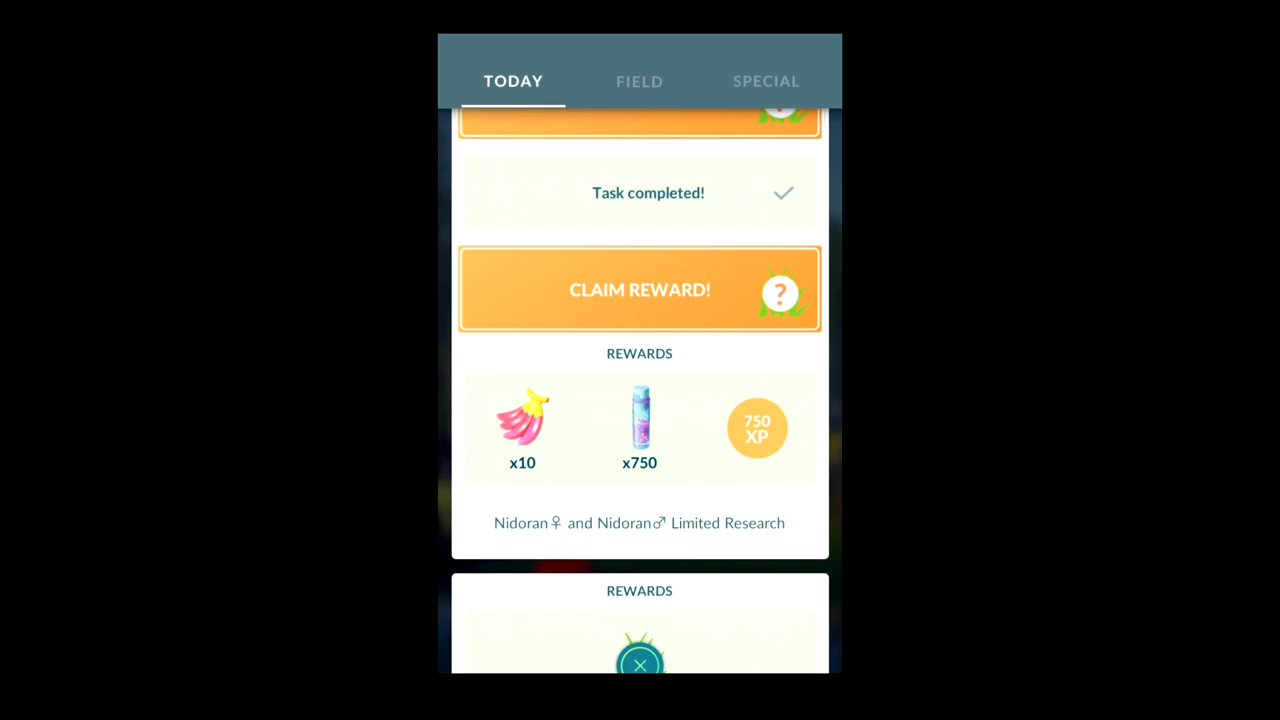 TODAY FIELD SPECIAL
?
Task completed!
CLAIM REWARD! ?
REWARDS
750
XP
x10 x750
Nidoran♀ and Nidoran♂ Limited Research
REWARDS